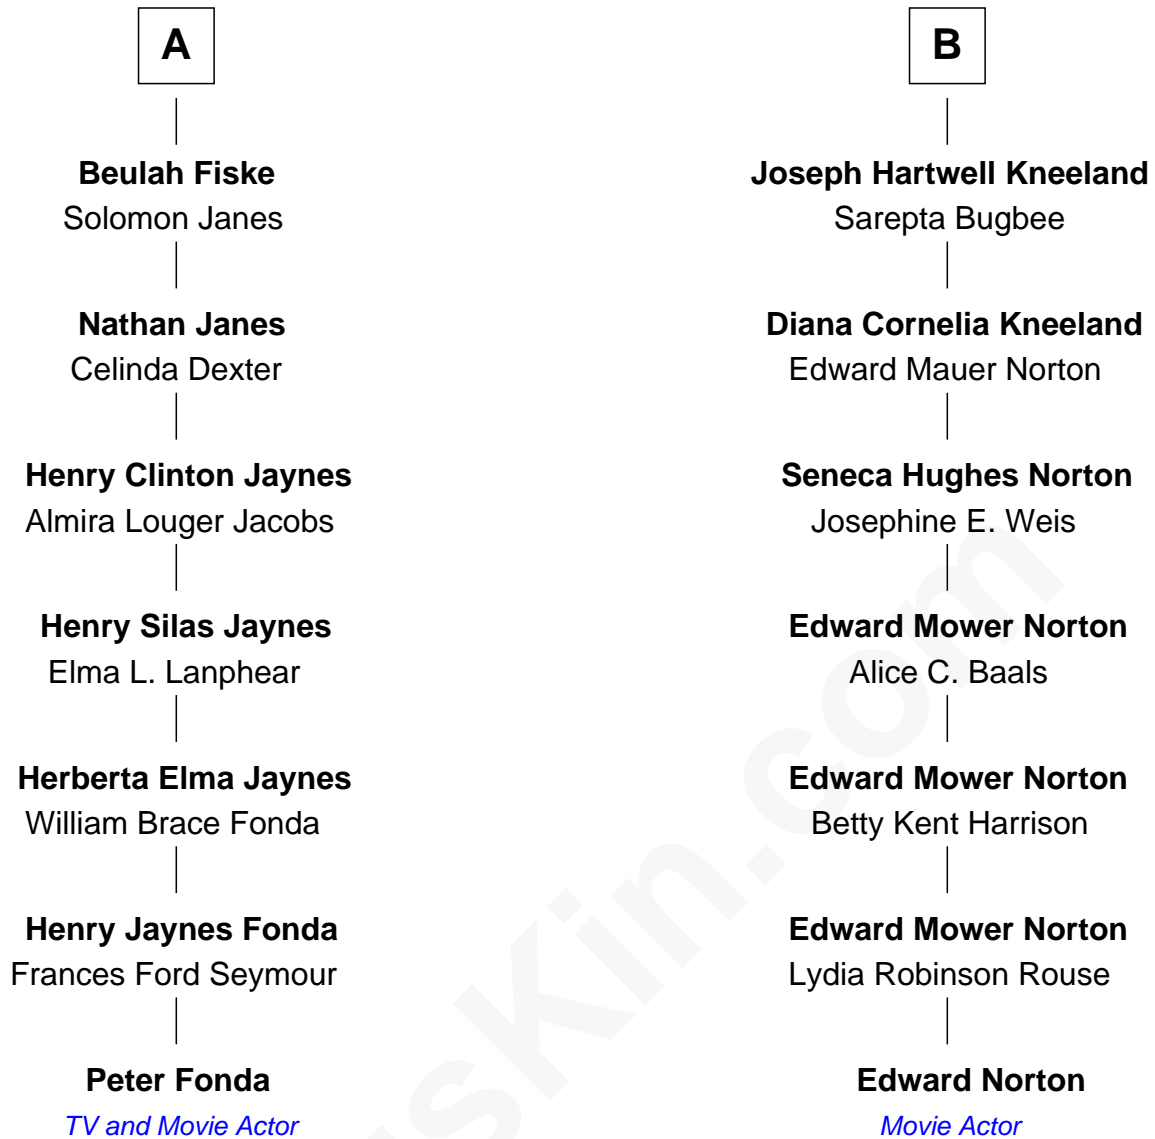 A
Beulah Fiske
Solomon Janes
Nathan Janes
Celinda Dexter
Henry Clinton Jaynes
Almira Louger Jacobs
Henry Silas Jaynes
Elma L. Lanphear
Herberta Elma Jaynes
William Brace Fonda
Henry Jaynes Fonda
Frances Ford Seymour
Peter Fonda
TV and Movie Actor
B
Joseph Hartwell Kneeland
Sarepta Bugbee
Diana Cornelia Kneeland
Edward Mauer Norton
Seneca Hughes Norton
Josephine E. Weis
Edward Mower Norton
Alice C. Baals
Edward Mower Norton
Betty Kent Harrison
Edward Mower Norton
Lydia Robinson Rouse
Edward Norton
Movie Actor
sKin.com